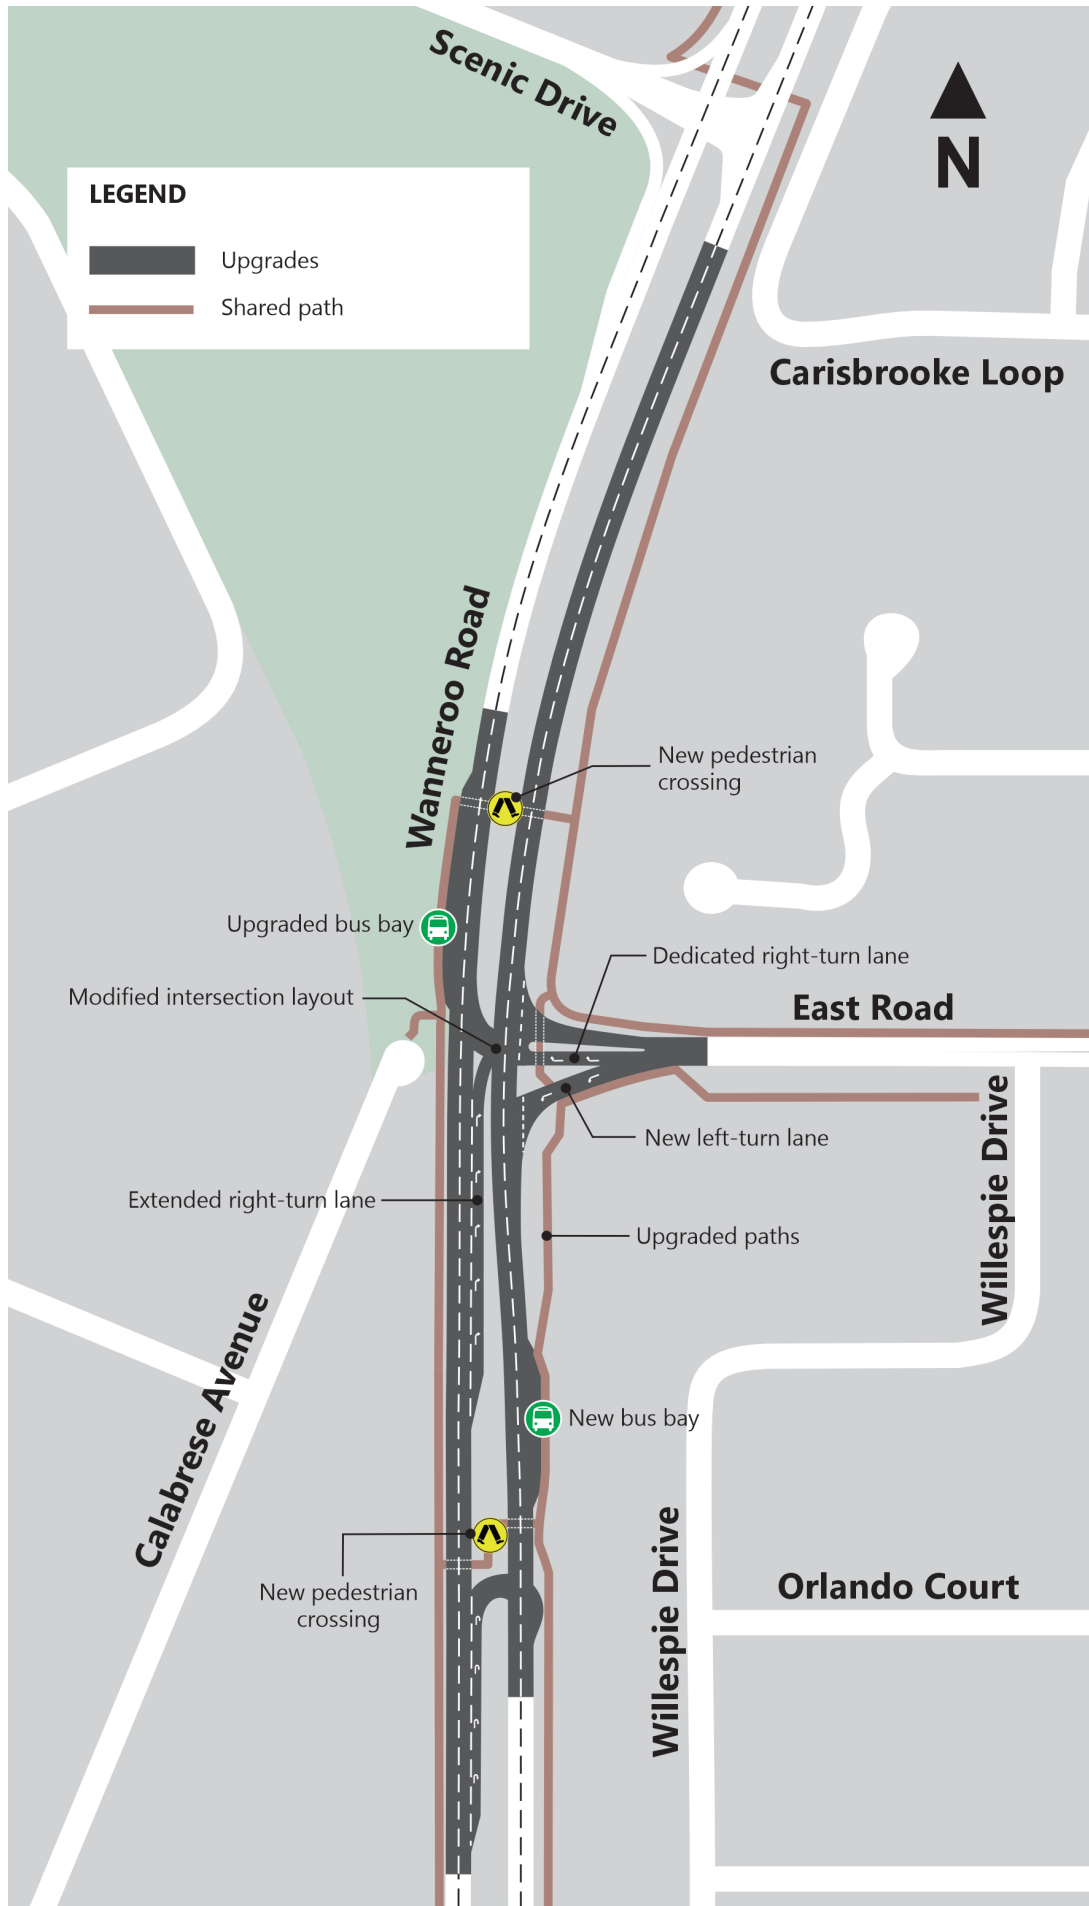 Scenic Drive
N
LEGEND
Upgrades
Shared path
Carisbrooke Loop
Wanneroo Road
New pedestrian
crossing
Upgraded bus bay
Dedicated right-turn lane
Modified intersection layout
East Road
Willespie Drive
New left-turn lane
Extended right-turn lane
Upgraded paths
Calabrese Avenue
New bus bay
Willespie Drive
New pedestrian
crossing
Orlando Court